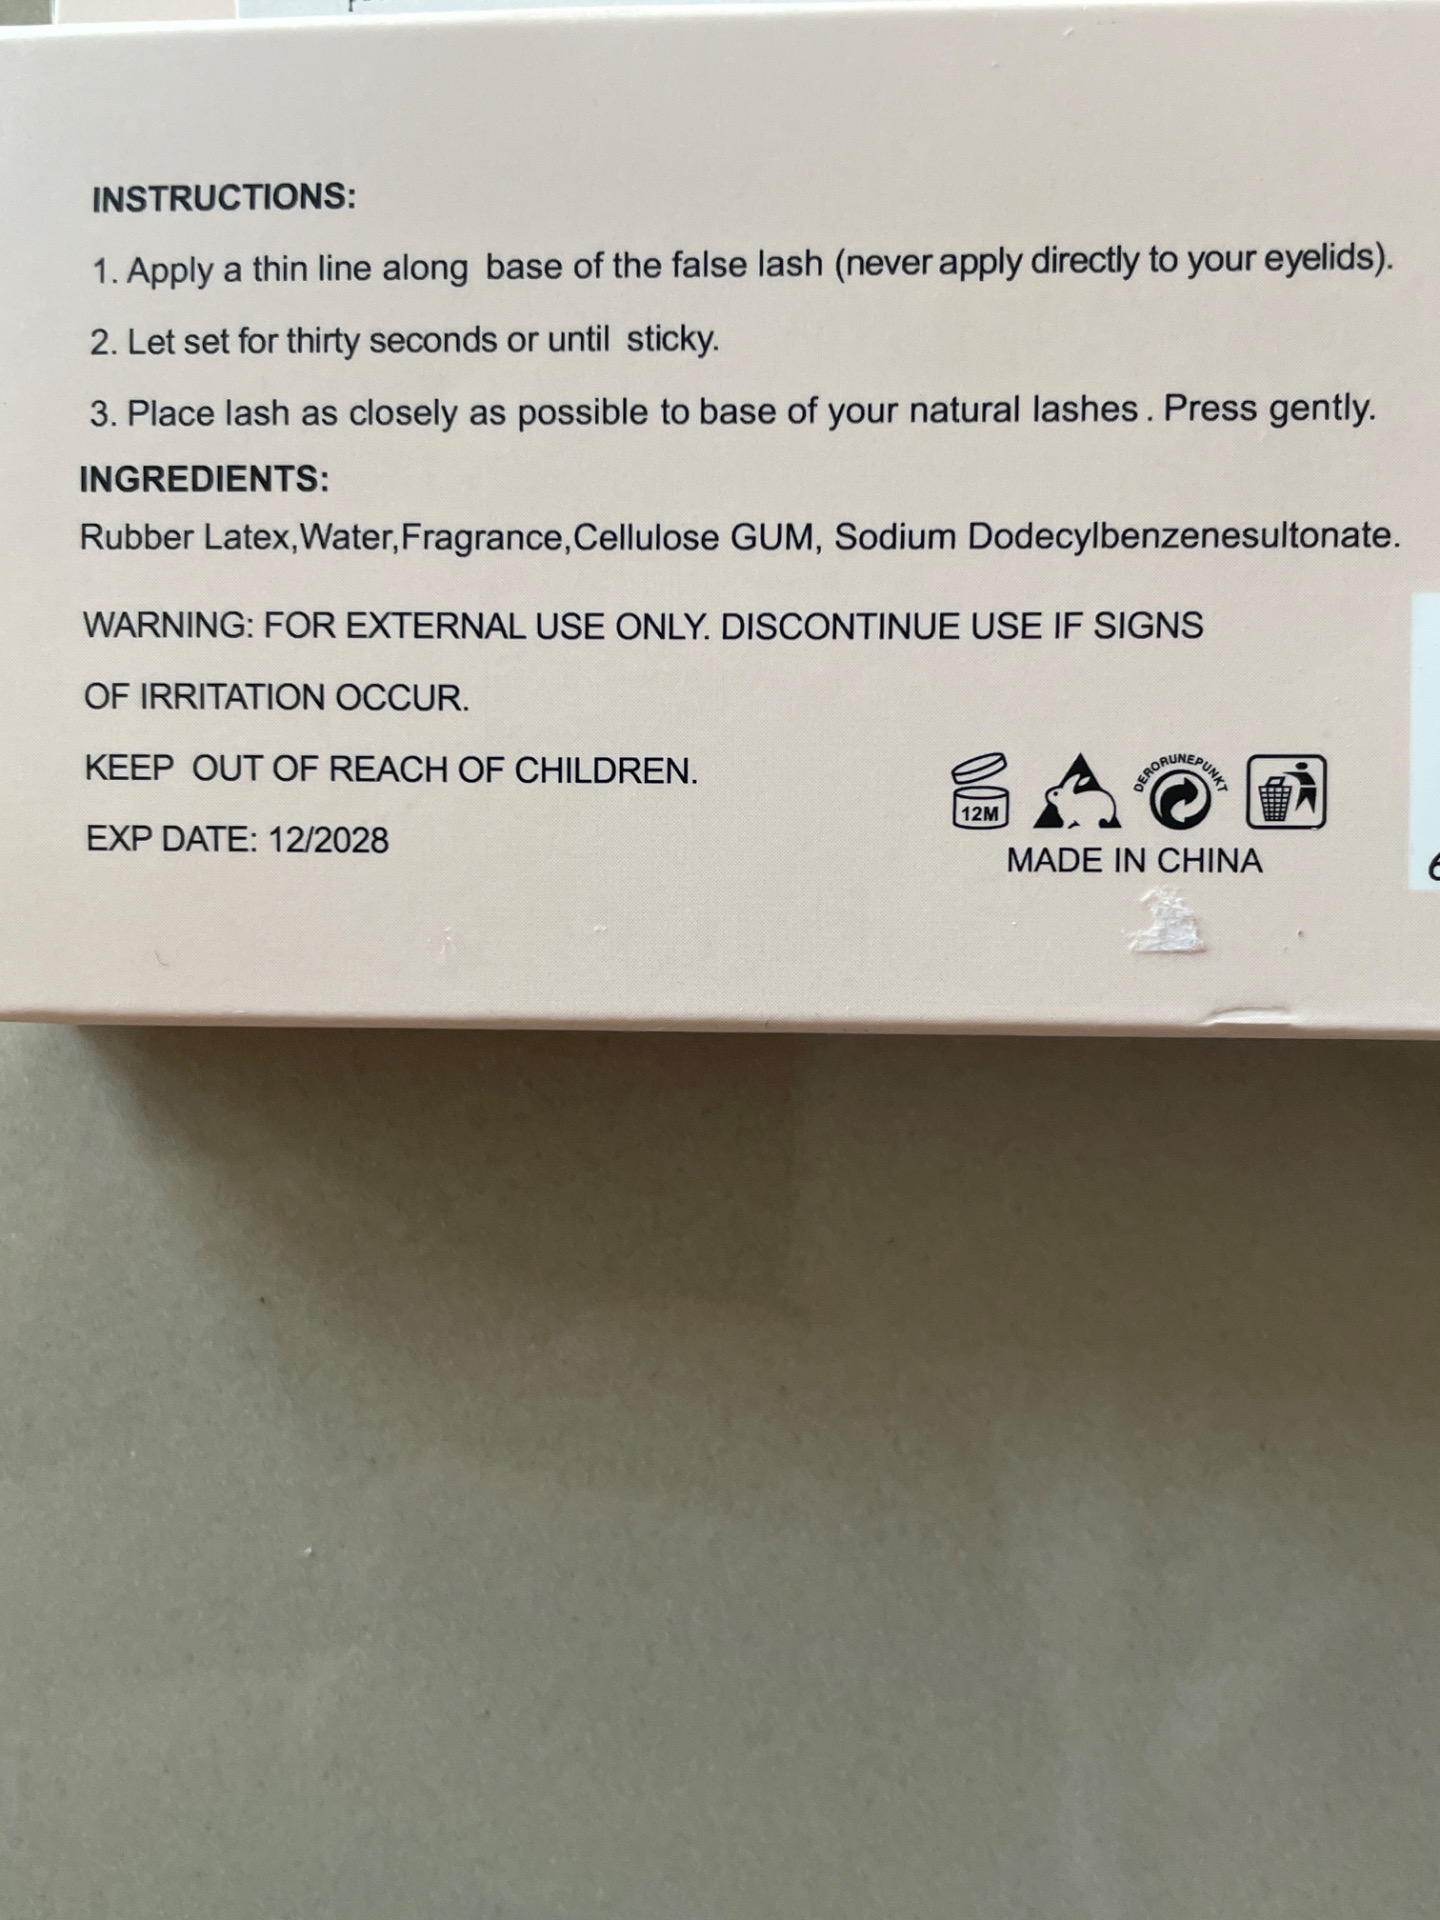 INSTRUCTIONS:
1. Apply a thin line along base of the false lash (never apply directly to your eyelids).
2. Let set for thirty seconds or until sticky.
3. Place lash as closely as possible to base of your natural lashes . Press gently.
INGREDIENTS:
Rubber Latex,Water,Fragrance,Cellulose GUM, Sodium Dodecylbenzenesultonate.
WARNING: FOR EXTERNAL USE ONLY. DISCONTINUE USE IF SIGNS
OF IRRITATION OCCUR.
KEEP OUT OF REACH OF CHILDREN.
EXP DATE: 12/2028
12M
DERORUNEPUNKT
MADE IN CHINA